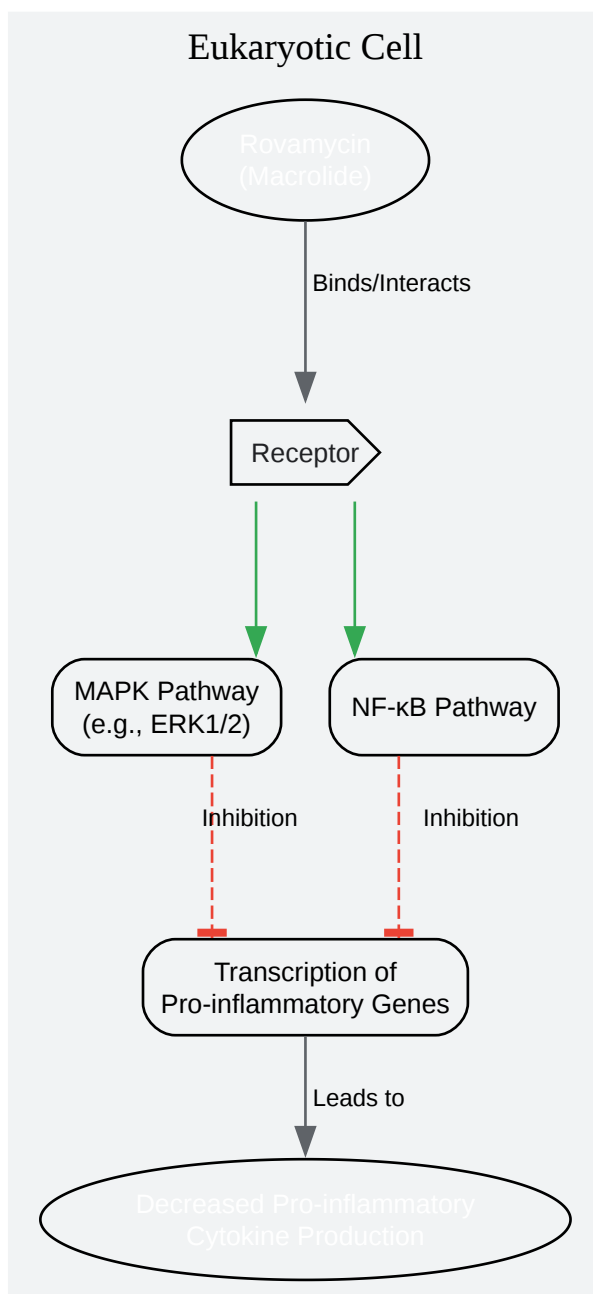 Eukaryotic Cell
Rovamycin
(Macrolide)
Binds/Interacts
Receptor
MAPK Pathway
(e.g., ERK1/2)
NF-κB Pathway
Inhibition
Inhibition
Transcription of
Pro-inflammatory Genes
Leads to
Decreased Pro-inflammatory
Cytokine Production